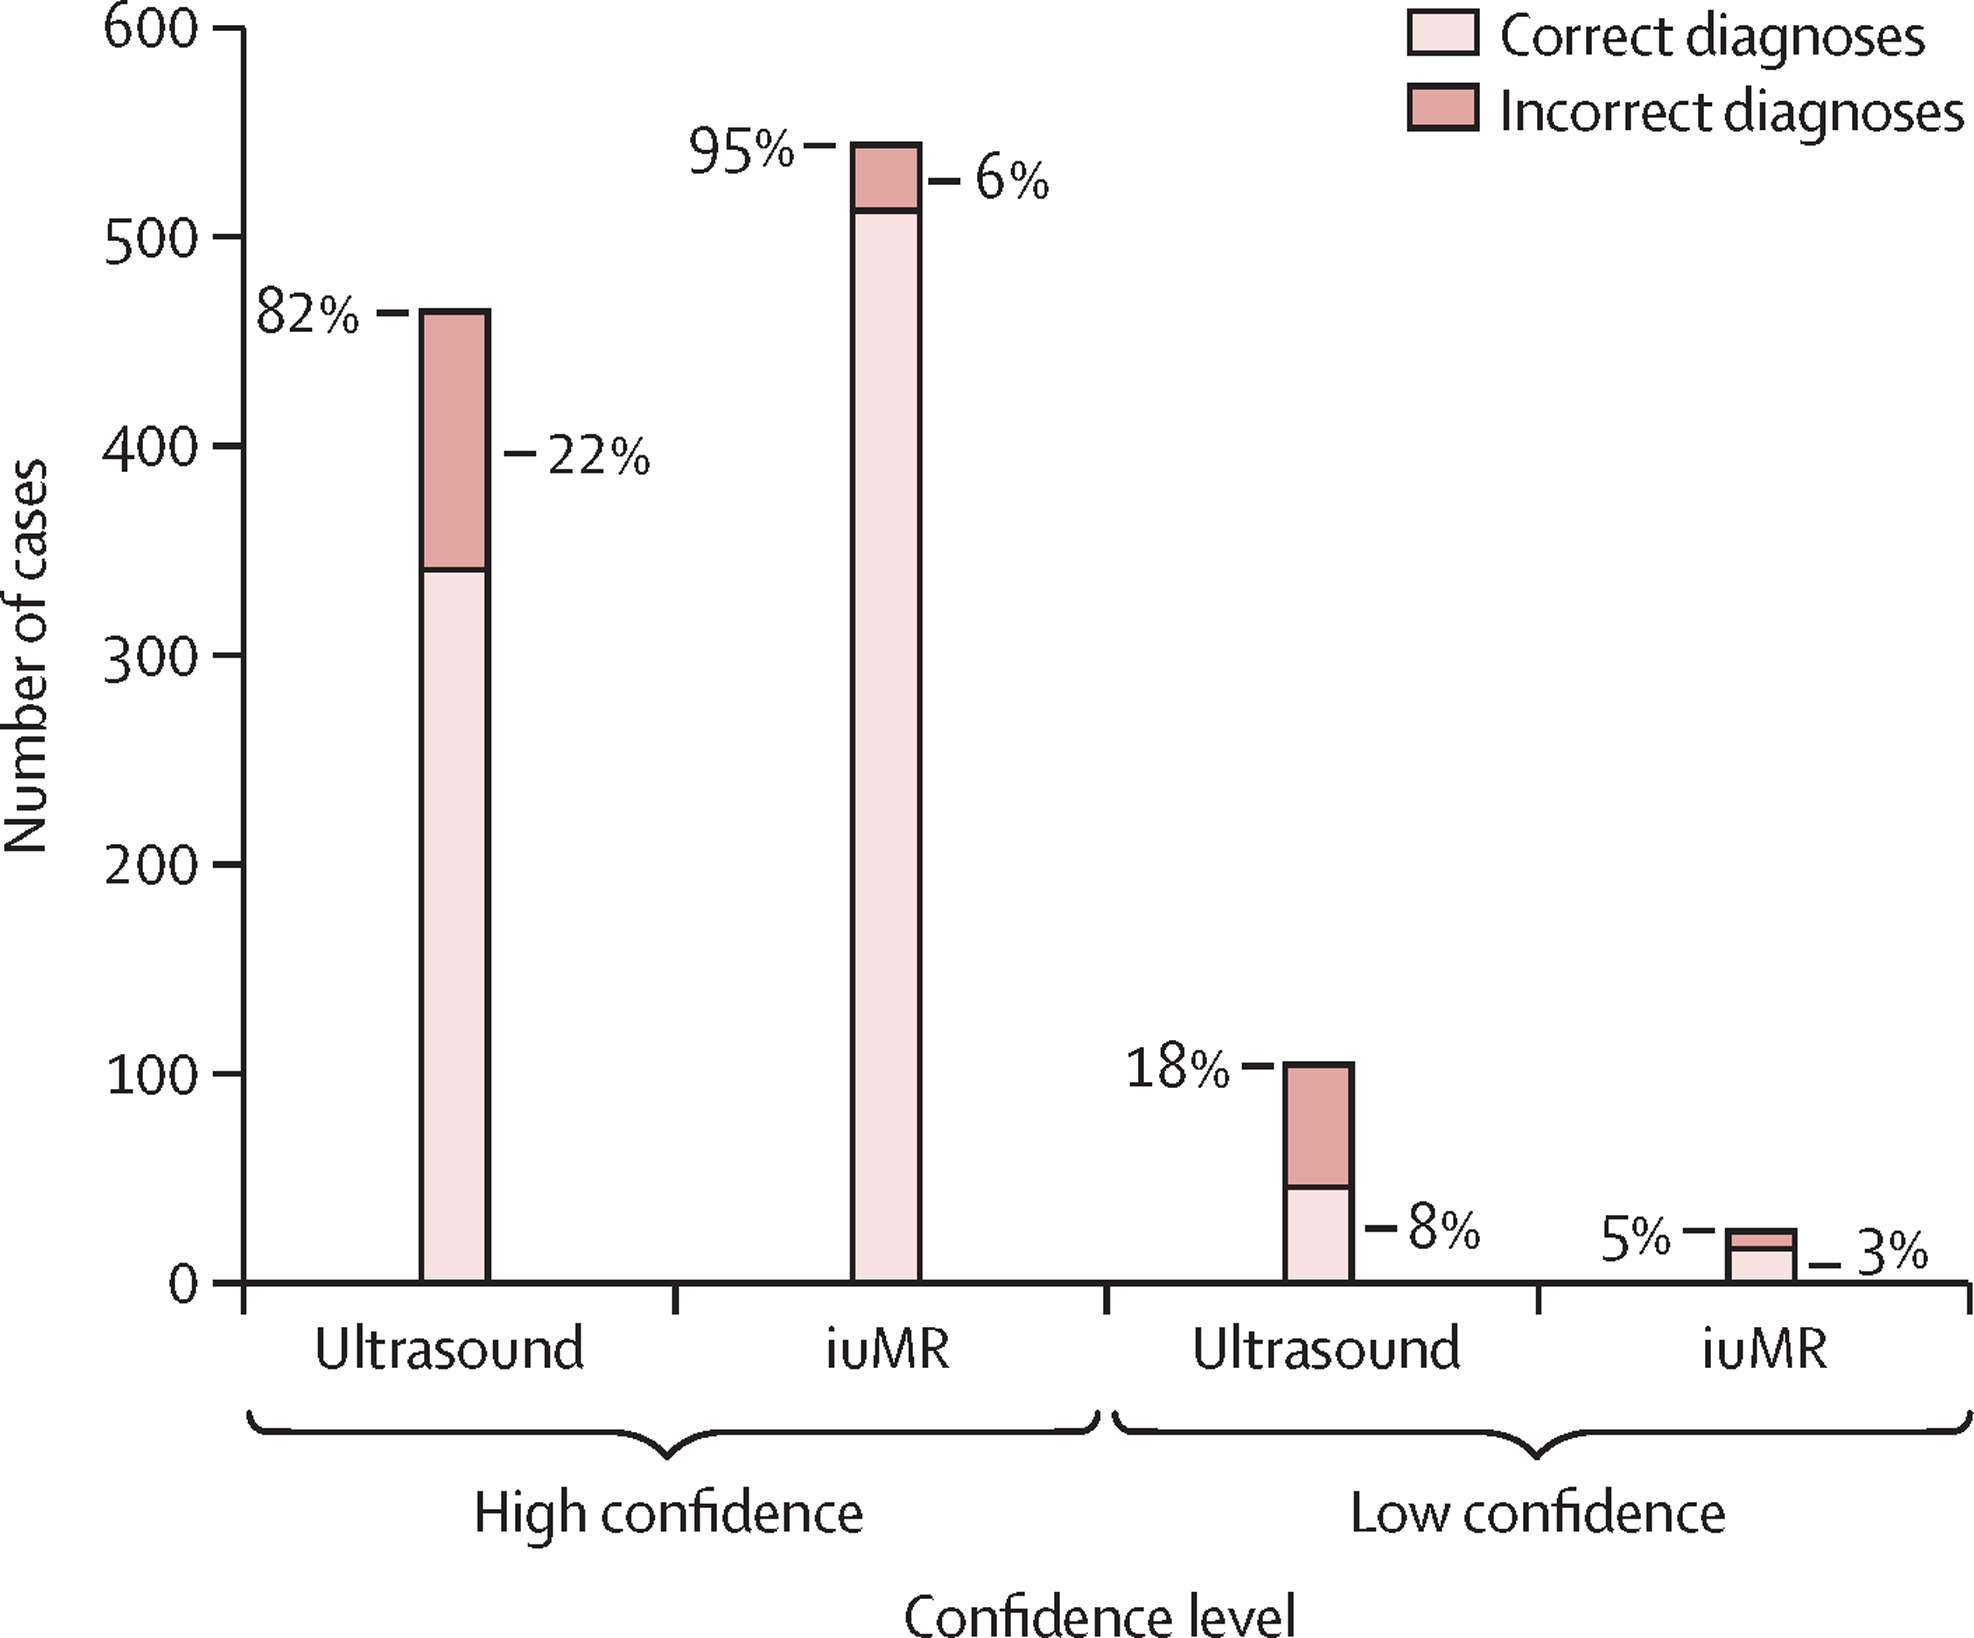 Correct diagnoses
Incorrect diagnoses
Number of cases
600
500
400
300
200
100
0
82%
22%
95%
6%
18%
8%
5%
3%
Ultrasound
iuMR
Ultrasound
iuMR
High confidence
Low confidence
Confidence level